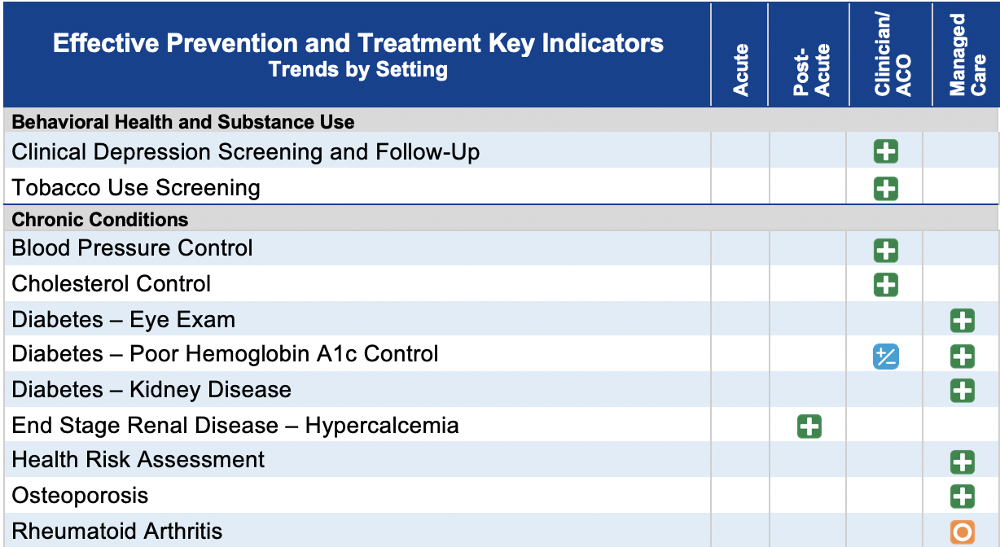 Effective Prevention and Treatment Key Indicators
Trends by Setting
Acute
Post-
Acute
Clinician/
ACO
Managed
Care
Behavioral Health and Substance Use
Clinical Depression Screening and Follow-Up
Tobacco Use Screening
Chronic Conditions
Blood Pressure Control
Cholesterol Control
Diabetes – Eye Exam
Diabetes – Poor Hemoglobin A1c Control
Diabetes – Kidney Disease
End Stage Renal Disease – Hypercalcemia
Health Risk Assessment
Osteoporosis
Rheumatoid Arthritis